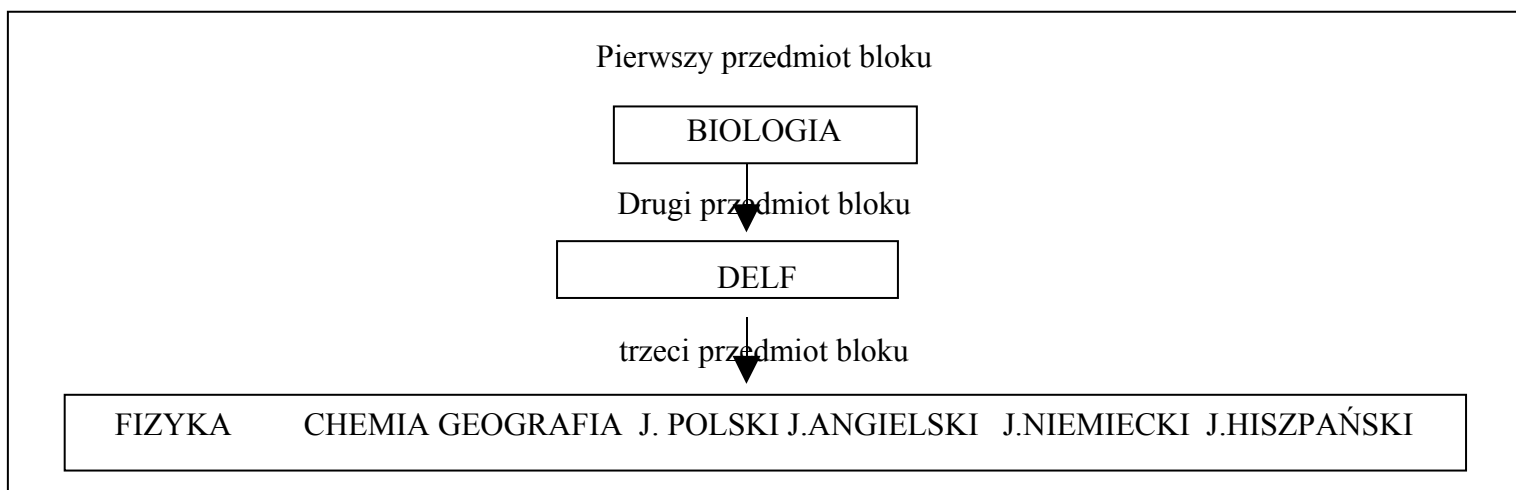 Pierwszy przedmiot bloku
BIOLOGIA
Drugi przedmiot bloku
DELF
trzeci przedmiot bloku
FIZYKA CHEMIA GEOGRAFIA J. POLSKI J.ANGIELSKI J.NIEMIECKI J.HISZPAŃSKI